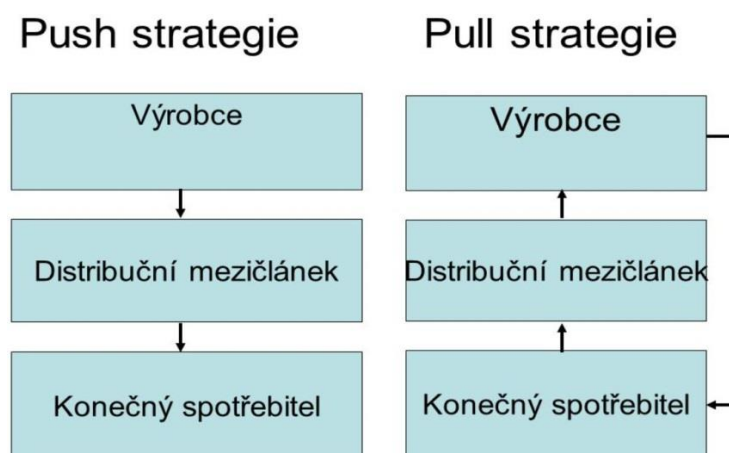 Push strategie
Výrobce
Distribuční mezičlánek
Konečný spotřebitel
Pull strategie
Výrobce
Distribuční mezičlánek
Konečný spotřebitel